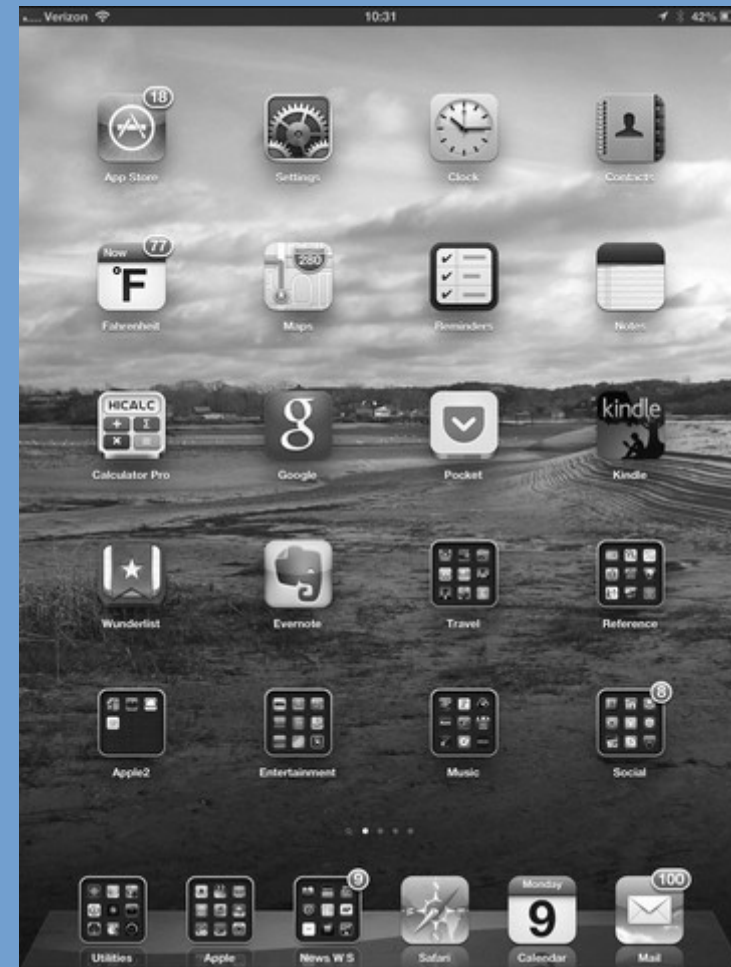 Verizon 10:31 42%
18
App Store Settings Clock Contacts
Now 77 280
°F
Fahrenheit Maps Reminders Notes
HICALC g kindle
+ Σ
× =
Calculator Pro Google Pocket Kindle
Wunderlist Evernote Travel Reference
8
Apple2 Entertainment Music Social
9 Monday 100
9
Utilities Apple News W S Safari Calendar Mail